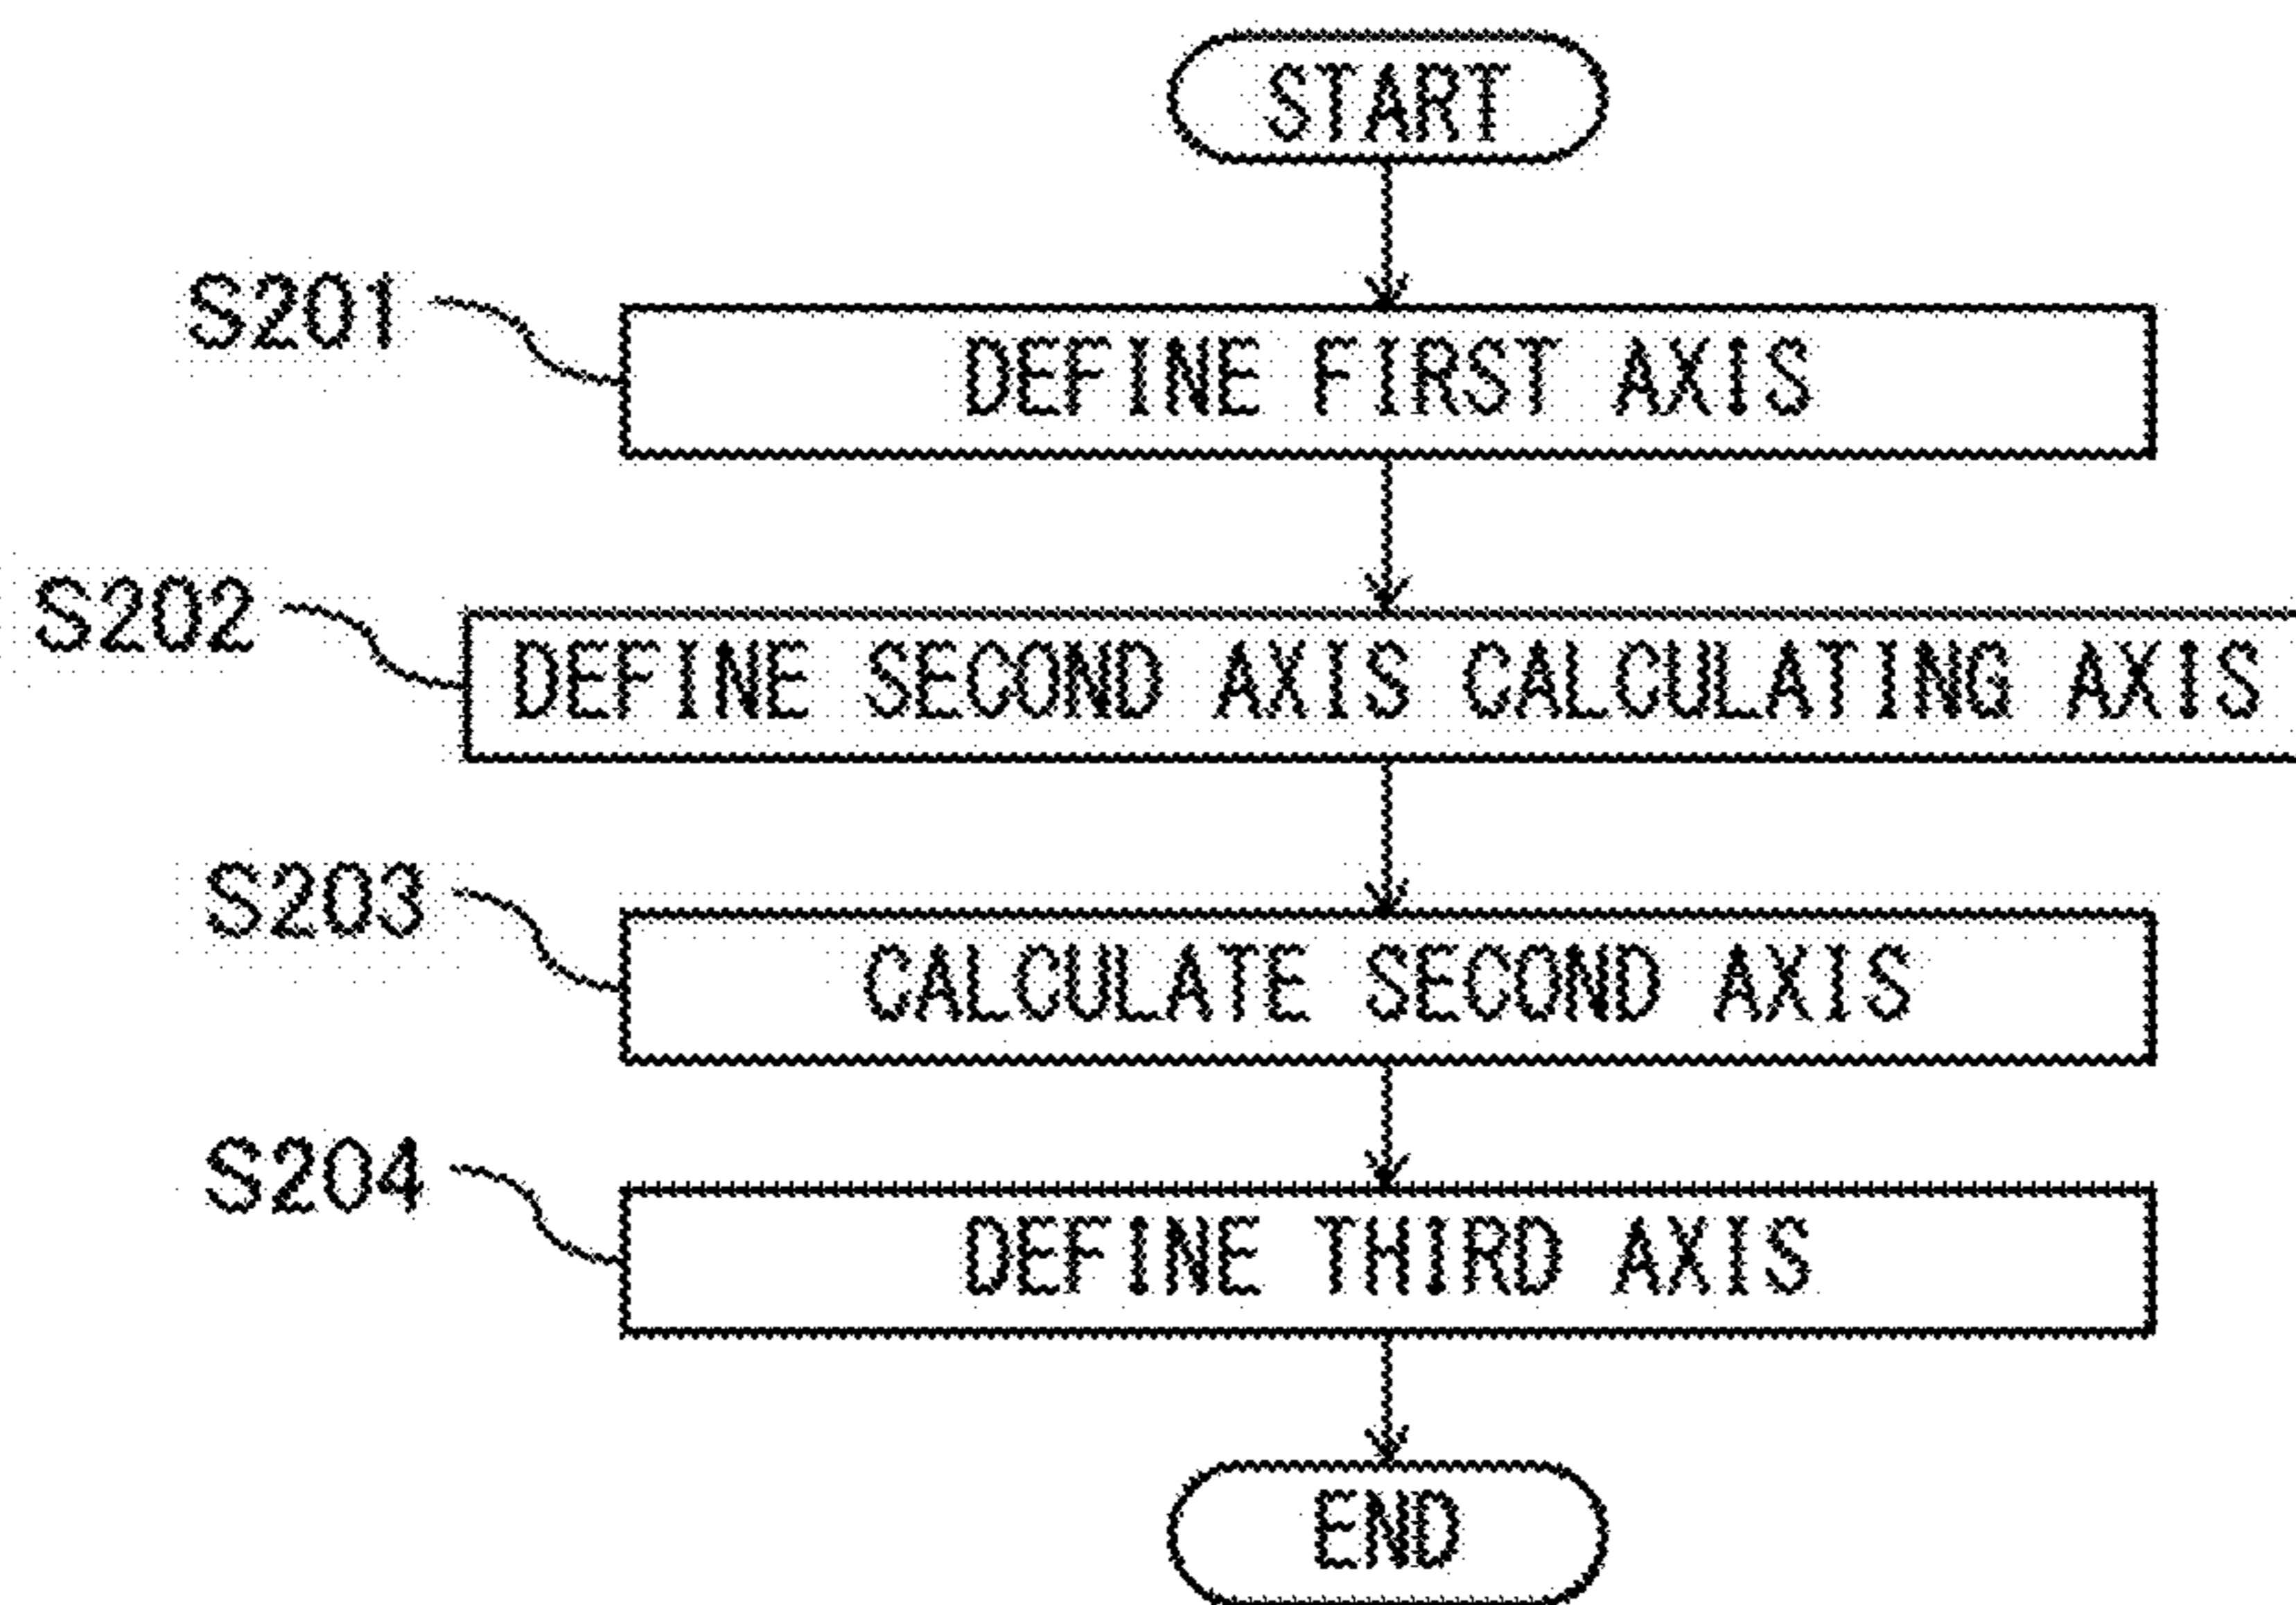 START
S201
DEFINE FIRST AXIS
S202
DEFINE SECOND AXIS CALCULATING AXIS
S203
CALCULATE SECOND AXIS
S204
DEFINE THIRD AXIS
END